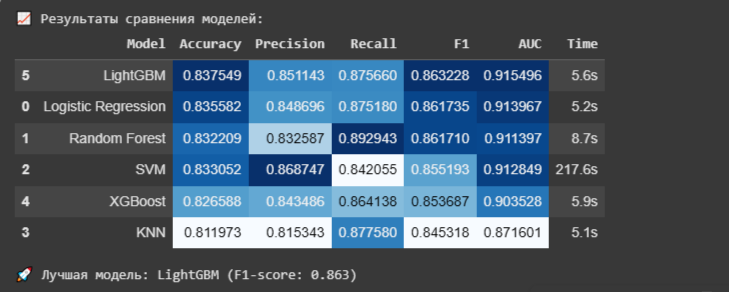 📈 Результаты сравнения моделей:
Model Accuracy Precision Recall F1 AUC Time
5 LightGBM 0.837549 0.851143 0.875660 0.863228 0.915496 5.6s
0 Logistic Regression 0.835582 0.848696 0.875180 0.861735 0.913967 5.2s
1 Random Forest 0.832209 0.832587 0.892943 0.861710 0.911397 8.7s
2 SVM 0.833052 0.868747 0.842055 0.855193 0.912849 217.6s
4 XGBoost 0.826588 0.843486 0.864138 0.853687 0.903528 5.9s
3 KNN 0.811973 0.815343 0.877580 0.845318 0.871601 5.1s
🚀 Лучшая модель: LightGBM (F1-score: 0.863)